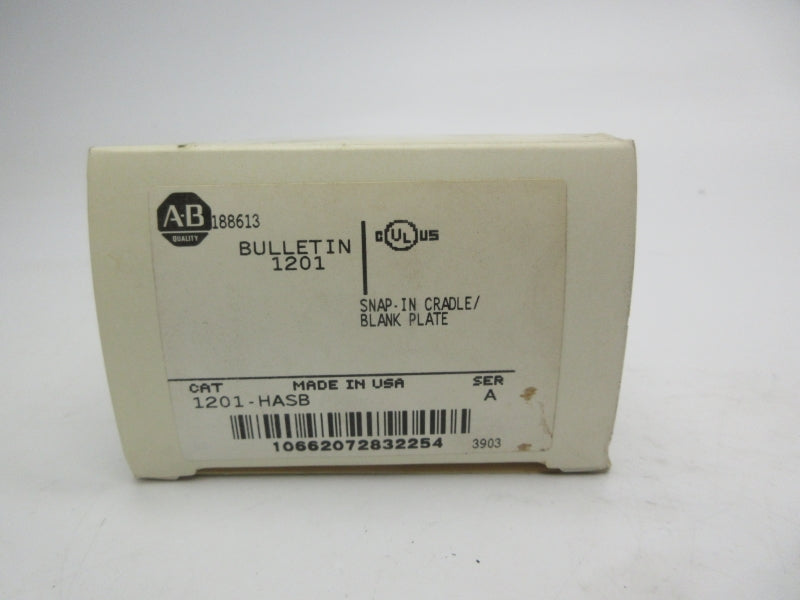 A-B
QUALITY
188613
BULLETIN
1201
c UL us
SNAP-IN CRADLE/
BLANK PLATE
CAT MADE IN USA SER
1201-HASB A
10662072832254 3903